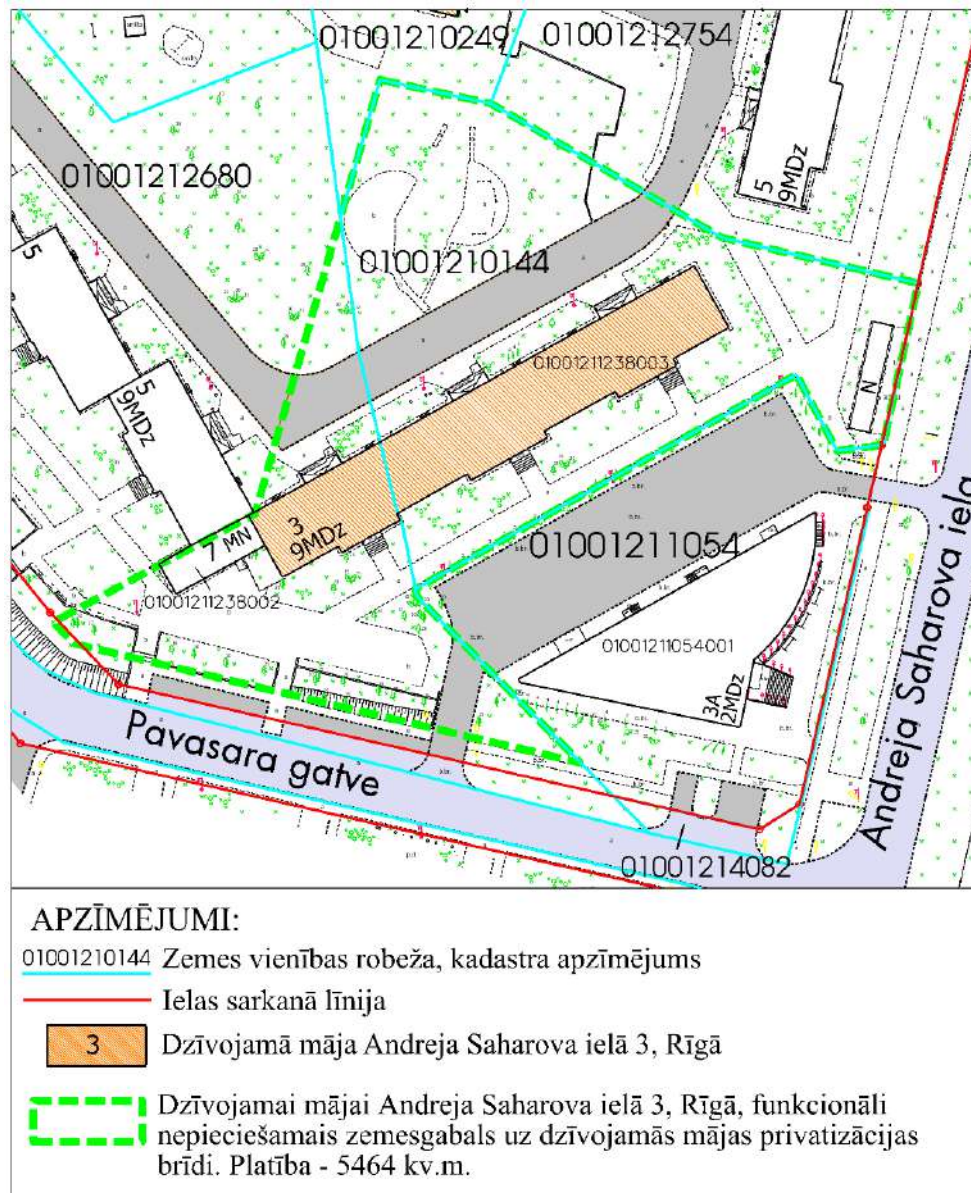 01001210249
01001212754
01001212680
5
9MDz
01001210144
5
01001211238003
5
9MDz
N
3
9MDz
7 MN
01001211054
01001211238002
01001211054001
3A
2MDz
Pavasara gatve
Andreja Saharova iela
01001214082
APZĪMĒJUMI:
01001210144 Zemes vienības robeža, kadastra apzīmējums
Ielas sarkanā līnija
3 Dzīvojamā māja Andreja Saharova ielā 3, Rīgā
Dzīvojamai mājai Andreja Saharova ielā 3, Rīgā, funkcionāli
nepieciešamais zemesgabals uz dzīvojamās mājas privatizācijas
brīdi. Platība - 5464 kv.m.